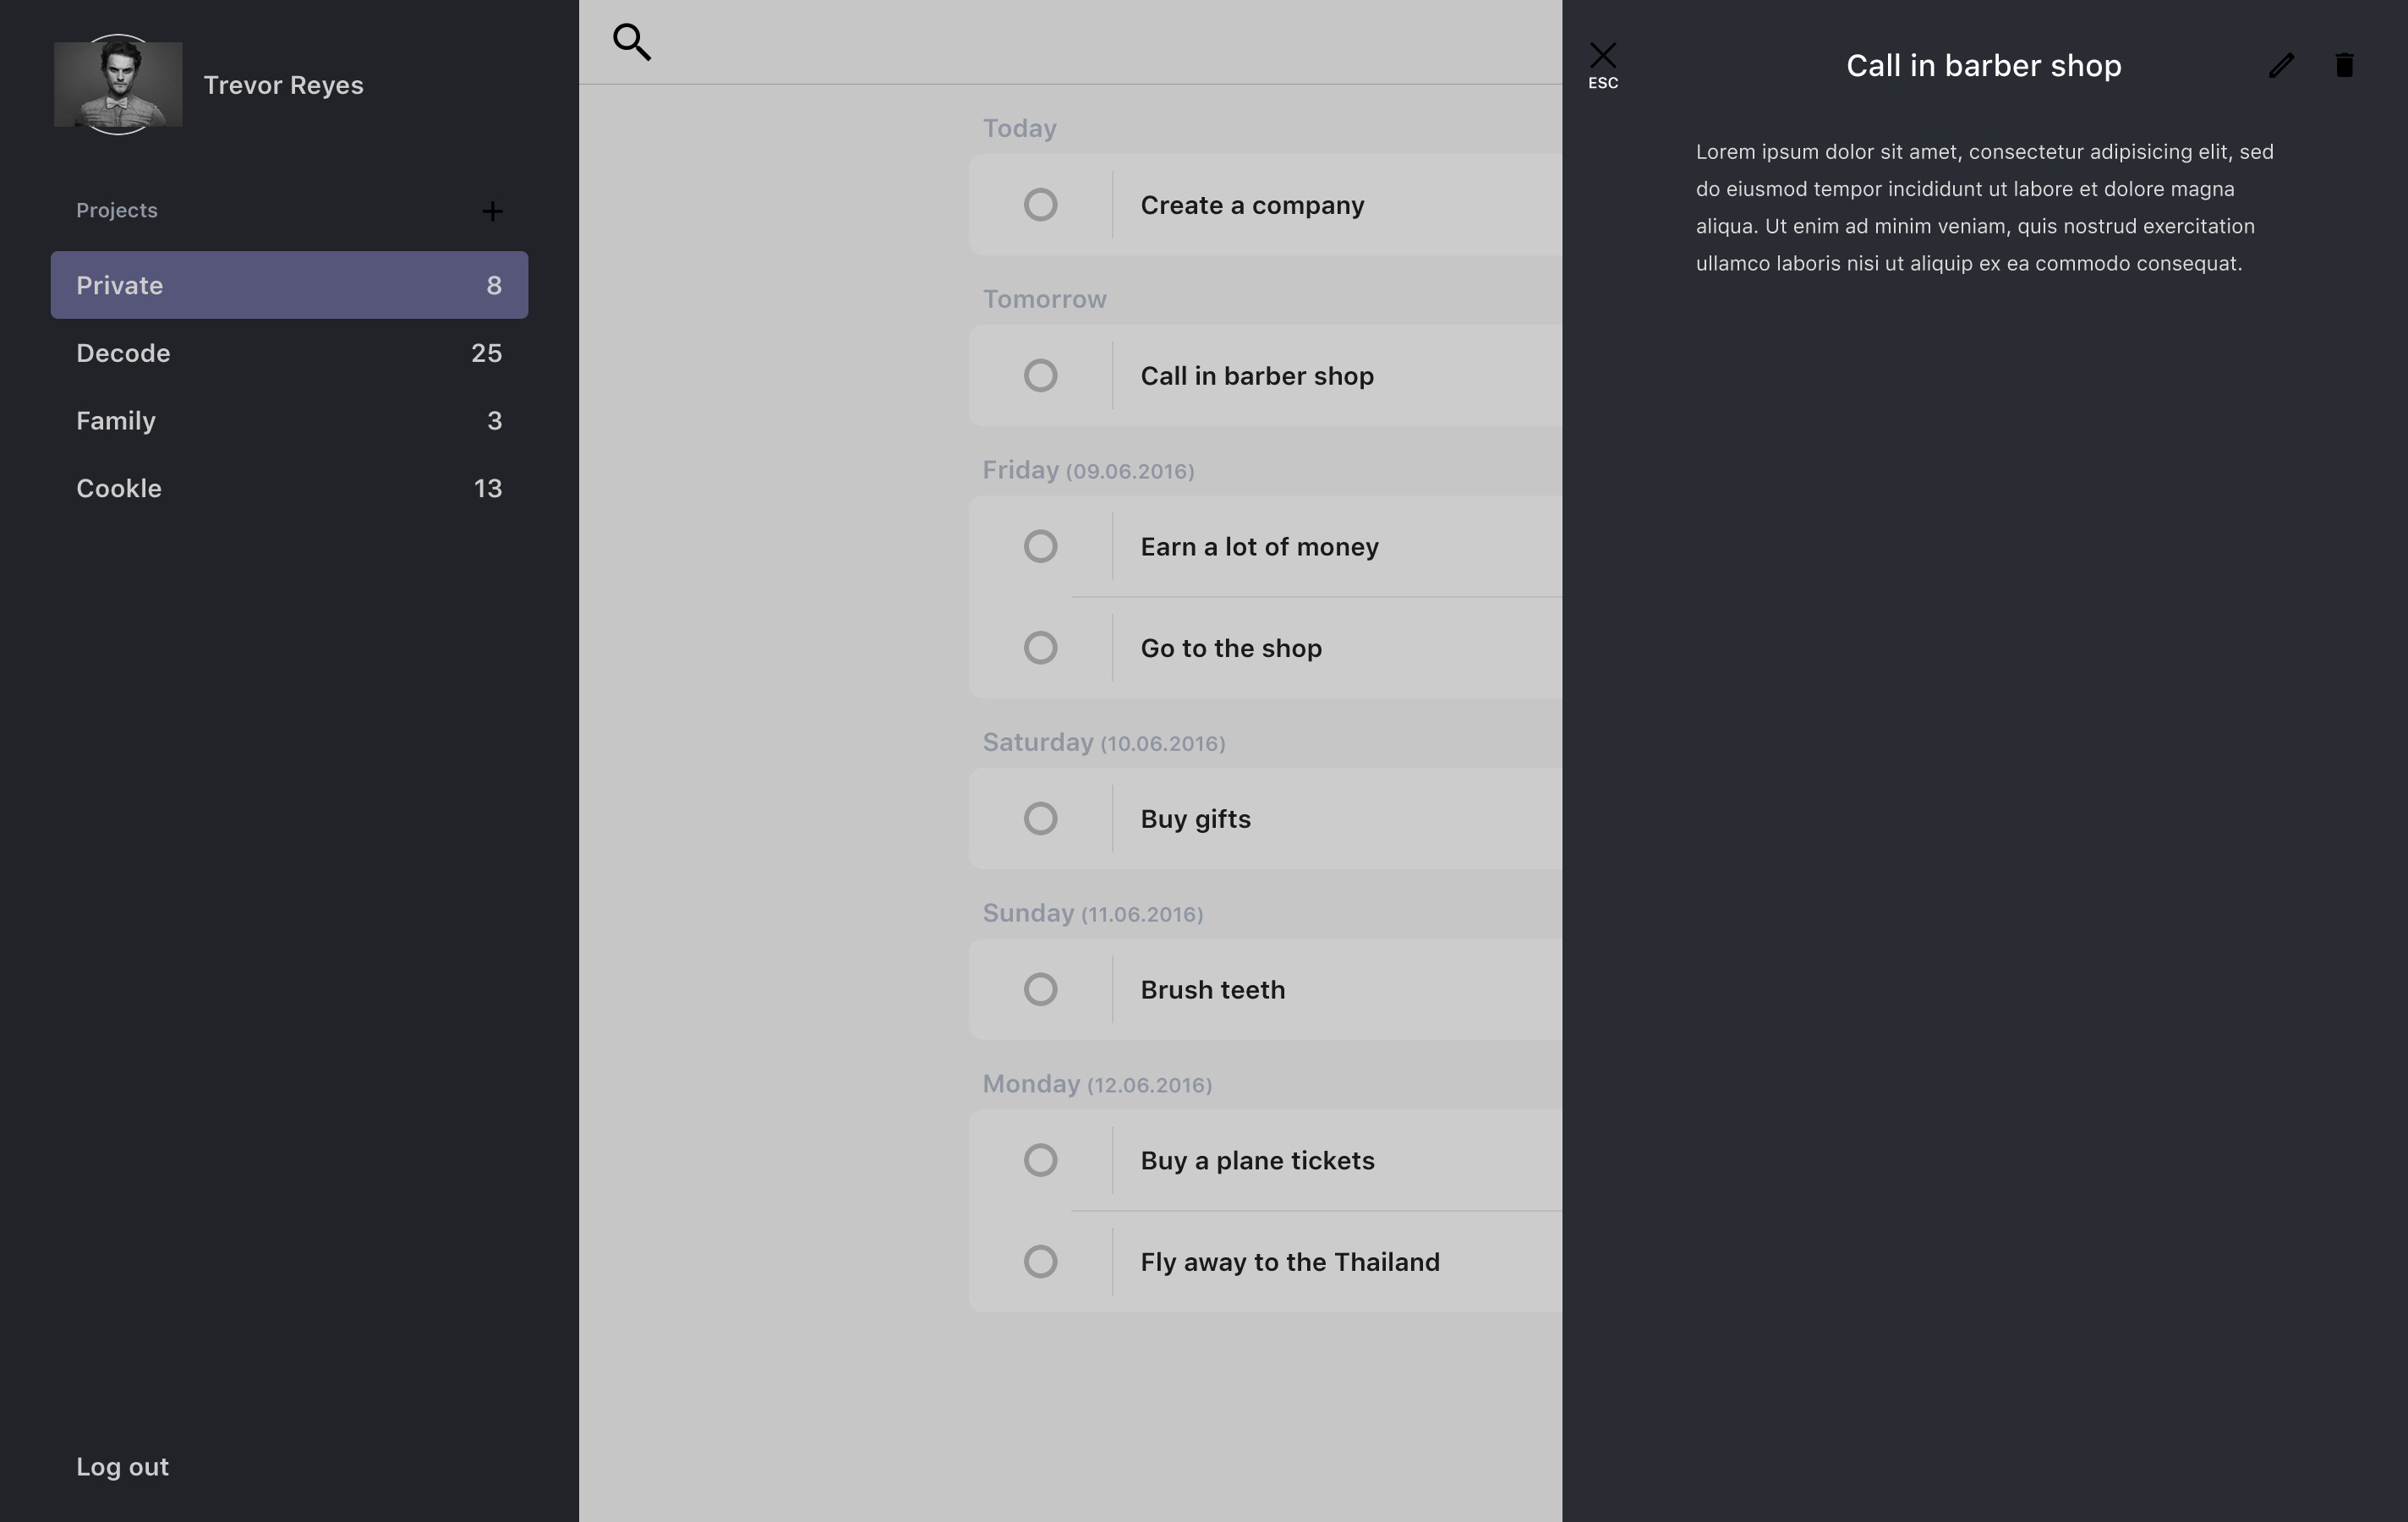 Trevor Reyes
Projects
Private 8
Decode 25
Family 3
Cookle 13
Log out
Today
Create a company
Tomorrow
Call in barber shop
Friday (09.06.2016)
Earn a lot of money
Go to the shop
Saturday (10.06.2016)
Buy gifts
Sunday (11.06.2016)
Brush teeth
Monday (12.06.2016)
Buy a plane tickets
Fly away to the Thailand
ESC
Call in barber shop
Lorem ipsum dolor sit amet, consectetur adipisicing elit, sed
do eiusmod tempor incididunt ut labore et dolore magna
aliqua. Ut enim ad minim veniam, quis nostrud exercitation
ullamco laboris nisi ut aliquip ex ea commodo consequat.